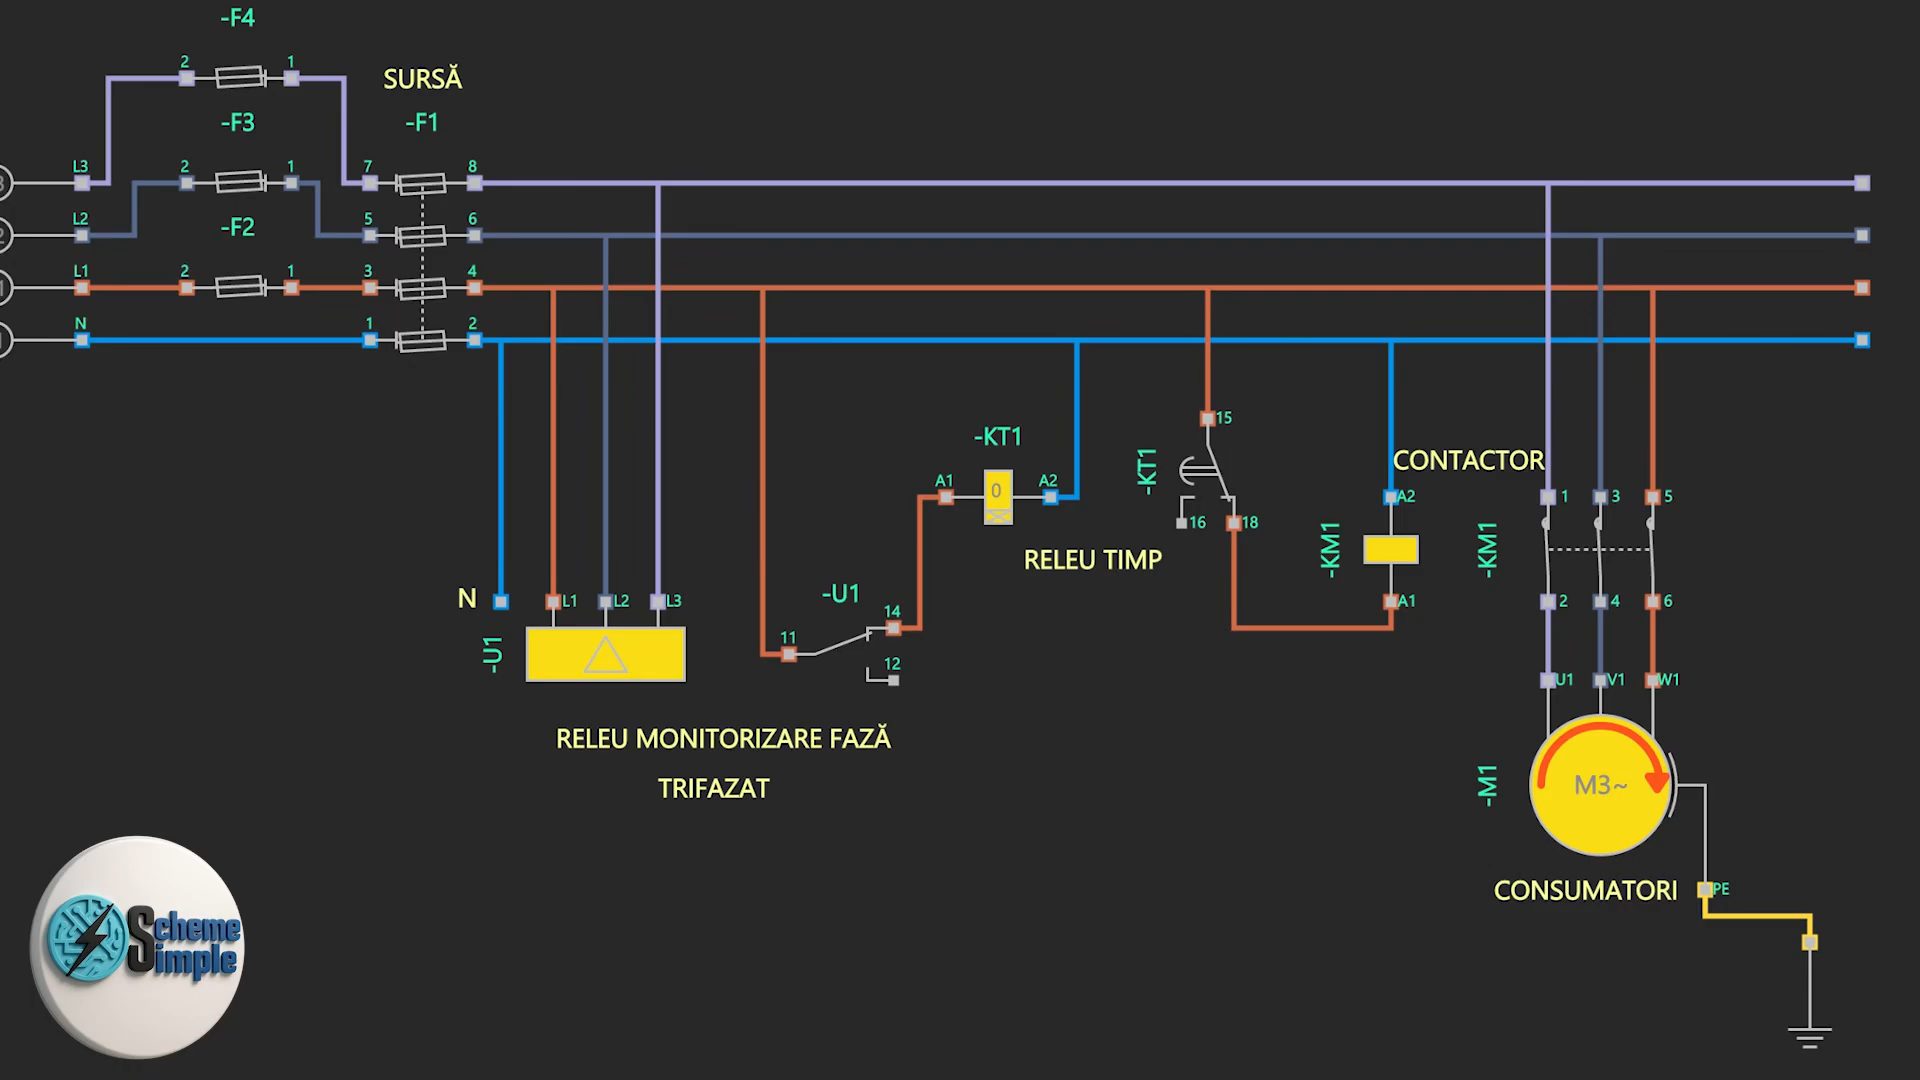 -F4
2 1
SURSĂ
-F3
-F1
L3
2 1
7 8
L2
-F2
5 6
L1
2 1
3 4
N
1 2
15
-KT1
-KT1
CONTACTOR
A1 0 A2
A2
1 3 5
16 18
-KM1
-KM1
RELEU TIMP
N
L1 L2 L3
-U1
14
A1
2 4 6
-U1
11
12
U1 V1 W1
RELEU MONITORIZARE FAZĂ
TRIFAZAT
-M1
M3~
CONSUMATORI
PE
Scheme
Simple